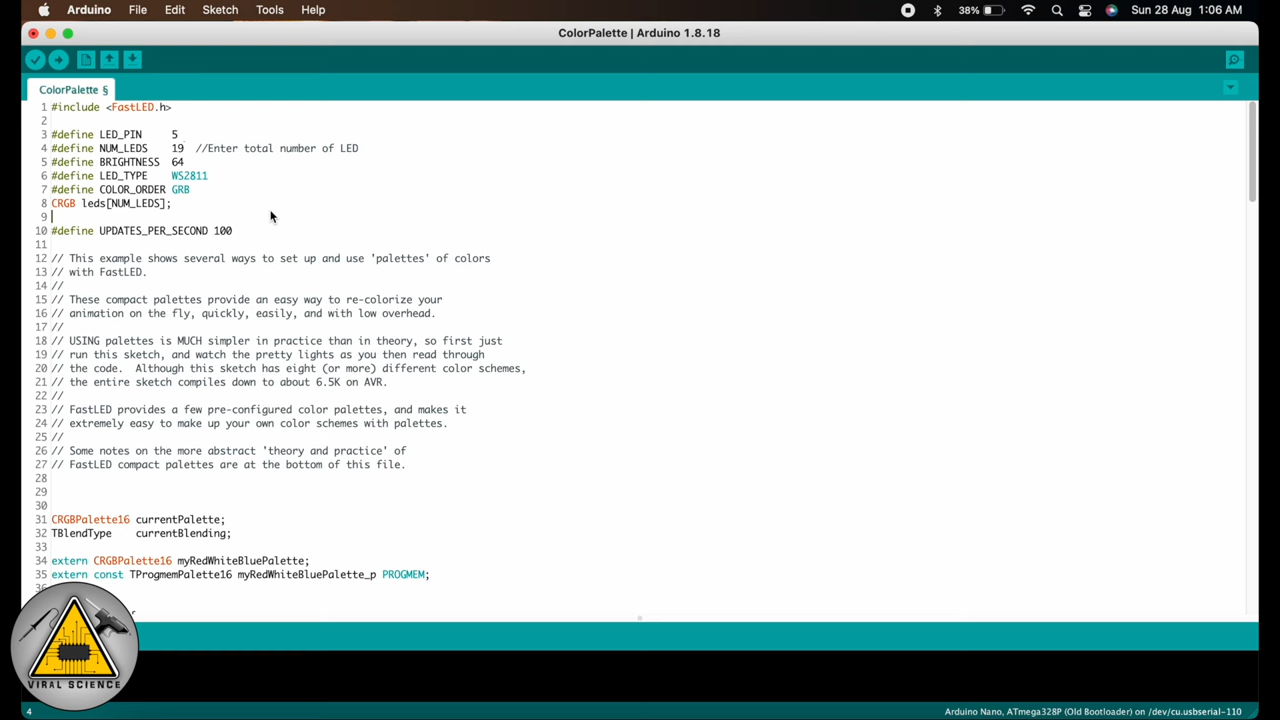 Arduino File Edit Sketch Tools Help 38% Sun 28 Aug 1:06 AM
ColorPalette | Arduino 1.8.18
ColorPalette §
1 #include <FastLED.h>
2
3 #define LED_PIN     5
4 #define NUM_LEDS    19  //Enter total number of LED
5 #define BRIGHTNESS  64
6 #define LED_TYPE    WS2811
7 #define COLOR_ORDER GRB
8 CRGB leds[NUM_LEDS];
9
10 #define UPDATES_PER_SECOND 100
11
12 // This example shows several ways to set up and use 'palettes' of colors
13 // with FastLED.
14 //
15 // These compact palettes provide an easy way to re-colorize your
16 // animation on the fly, quickly, easily, and with low overhead.
17 //
18 // USING palettes is MUCH simpler in practice than in theory, so first just
19 // run this sketch, and watch the pretty lights as you then read through
20 // the code.  Although this sketch has eight (or more) different color schemes,
21 // the entire sketch compiles down to about 6.5K on AVR.
22 //
23 // FastLED provides a few pre-configured color palettes, and makes it
24 // extremely easy to make up your own color schemes with palettes.
25 //
26 // Some notes on the more abstract 'theory and practice' of
27 // FastLED compact palettes are at the bottom of this file.
28
29
30
31 CRGBPalette16 currentPalette;
32 TBlendType    currentBlending;
33
34 extern CRGBPalette16 myRedWhiteBluePalette;
35 extern const TProgmemPalette16 myRedWhiteBluePalette_p PROGMEM;
VIRAL SCIENCE
4 Arduino Nano, ATmega328P (Old Bootloader) on /dev/cu.usbserial-110